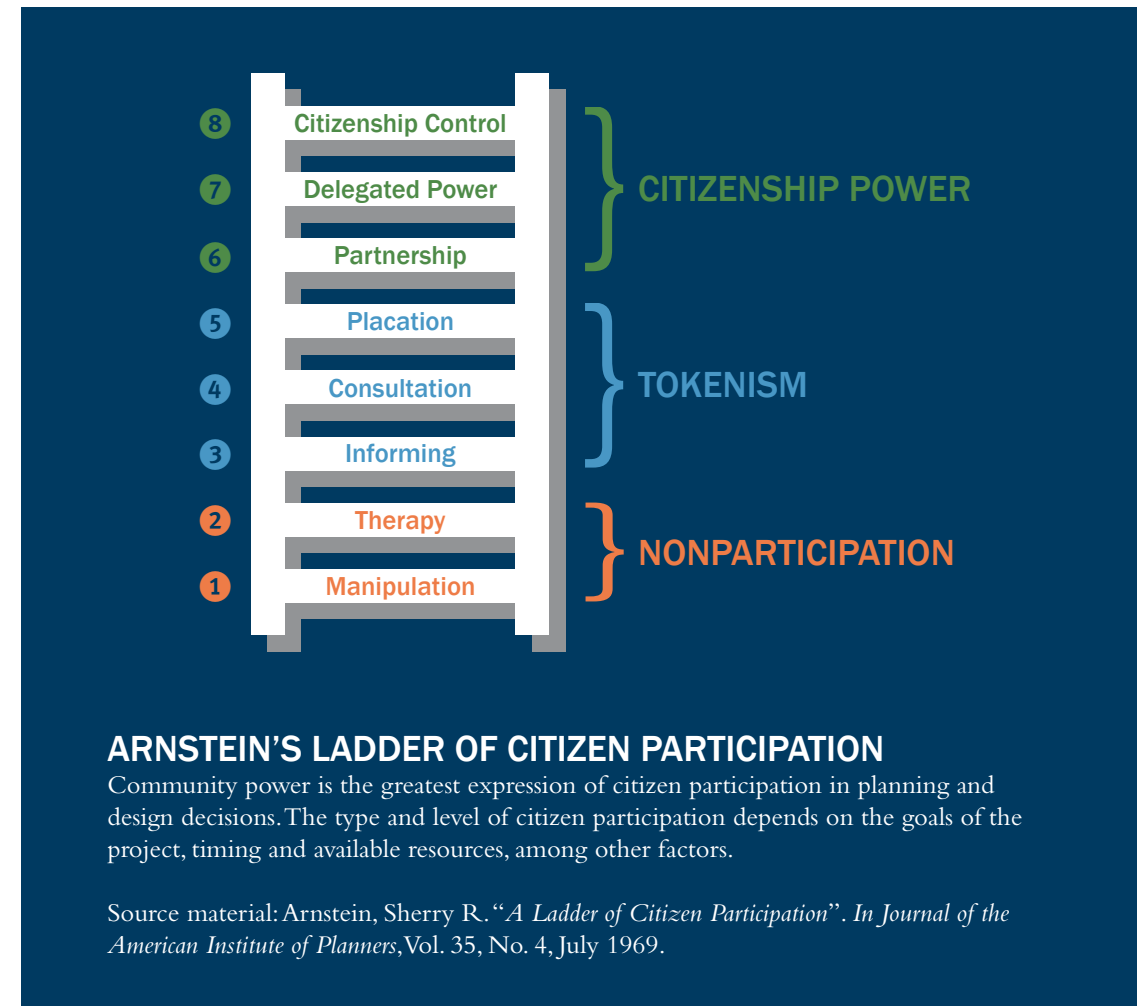 8 Citizenship Control
7 Delegated Power
6 Partnership
CITIZENSHIP POWER
5 Placation
4 Consultation
3 Informing
TOKENISM
2 Therapy
1 Manipulation
NONPARTICIPATION
ARNSTEIN'S LADDER OF CITIZEN PARTICIPATION
Community power is the greatest expression of citizen participation in planning and
design decisions. The type and level of citizen participation depends on the goals of the
project, timing and available resources, among other factors.
Source material: Arnstein, Sherry R. “A Ladder of Citizen Participation”. In Journal of the
American Institute of Planners, Vol. 35, No. 4, July 1969.